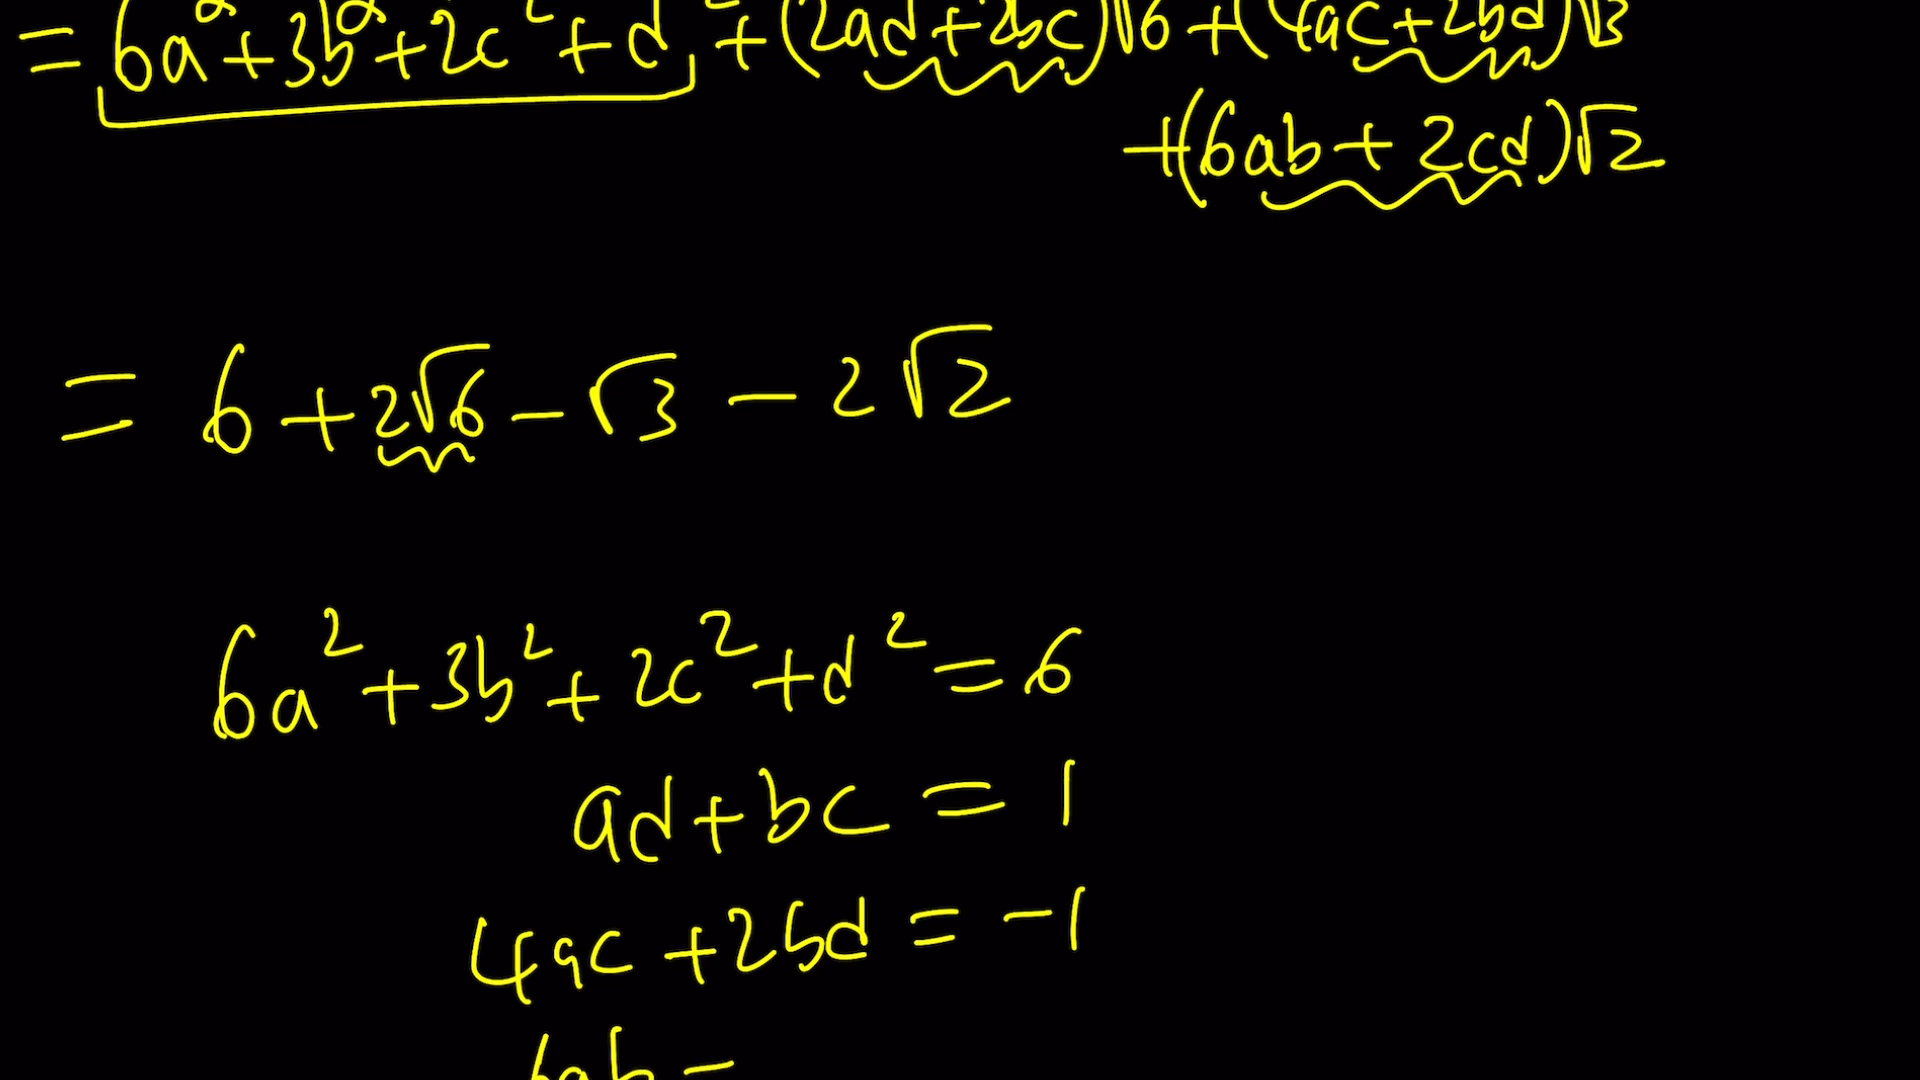 = 6a²+3b²+2c²+d²+(2ad+2bc)√6+(4ac+2bd)√3
+(6ab+2cd)√2
= 6+2√6-√3-2√2
6a²+3b²+2c²+d²=6
ad+bc=1
4ac+2bd=-1
6ab